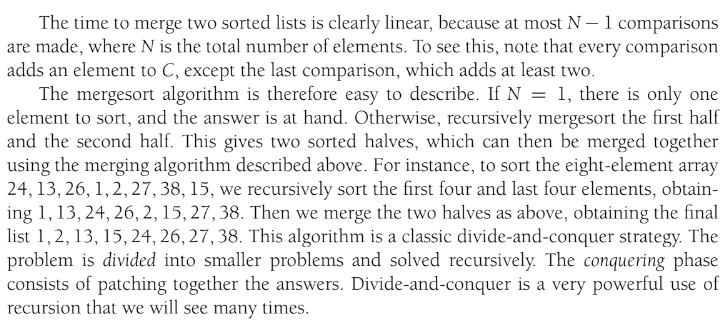 The time to merge two sorted lists is clearly linear, because at most N − 1 comparisons
are made, where N is the total number of elements. To see this, note that every comparison
adds an element to C, except the last comparison, which adds at least two.
The mergesort algorithm is therefore easy to describe. If N = 1, there is only one
element to sort, and the answer is at hand. Otherwise, recursively mergesort the first half
and the second half. This gives two sorted halves, which can then be merged together
using the merging algorithm described above. For instance, to sort the eight-element array
24, 13, 26, 1, 2, 27, 38, 15, we recursively sort the first four and last four elements, obtain-
ing 1, 13, 24, 26, 2, 15, 27, 38. Then we merge the two halves as above, obtaining the final
list 1, 2, 13, 15, 24, 26, 27, 38. This algorithm is a classic divide-and-conquer strategy. The
problem is divided into smaller problems and solved recursively. The conquering phase
consists of patching together the answers. Divide-and-conquer is a very powerful use of
recursion that we will see many times.